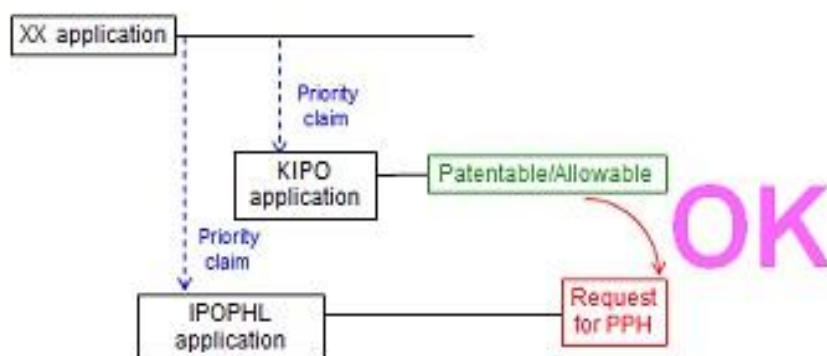 XX application
Priority
claim
KIPO
application
Patentable/Allowable
OK
Priority
claim
IPOPHL
application
Request
for PPH